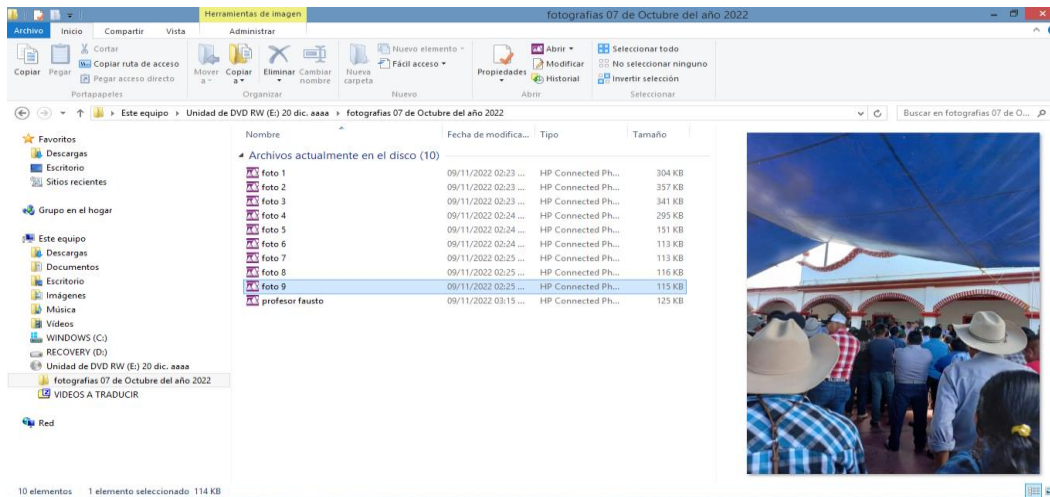 Herramientas de imagen
fotografias 07 de Octubre del año 2022
Archivo Inicio Compartir Vista Administrar
Copiar Pegar
Cortar
Copiar ruta de acceso
Pegar acceso directo
Portapapeles
Mover a
Copiar a
Eliminar
Cambiar nombre
Organizar
Nueva carpeta
Nuevo elemento
Fácil acceso
Nuevo
Propiedades
Abrir
Modificar
Historial
Abrir
Seleccionar todo
No seleccionar ninguno
Invertir selección
Seleccionar
Este equipo Unidad de DVD RW (E:) 20 dic. aaaa fotografias 07 de Octubre del año 2022
Buscar en fotografias 07 de O...
Favoritos
Descargas
Escritorio
Sitios recientes
Grupo en el hogar
Este equipo
Descargas
Documentos
Escritorio
Imágenes
Música
Vídeos
WINDOWS (C:)
RECOVERY (D:)
Unidad de DVD RW (E:) 20 dic. aaaa
fotografias 07 de Octubre del año 2022
VIDEOS A TRADUCIR
Red
Nombre Fecha de modifica... Tipo Tamaño
Archivos actualmente en el disco (10)
foto 1 09/11/2022 02:23 ... HP Connected Ph... 304 KB
foto 2 09/11/2022 02:23 ... HP Connected Ph... 357 KB
foto 3 09/11/2022 02:23 ... HP Connected Ph... 341 KB
foto 4 09/11/2022 02:24 ... HP Connected Ph... 295 KB
foto 5 09/11/2022 02:24 ... HP Connected Ph... 151 KB
foto 6 09/11/2022 02:24 ... HP Connected Ph... 113 KB
foto 7 09/11/2022 02:25 ... HP Connected Ph... 113 KB
foto 8 09/11/2022 02:25 ... HP Connected Ph... 116 KB
foto 9 09/11/2022 02:25 ... HP Connected Ph... 115 KB
profesor fausto 09/11/2022 03:15 ... HP Connected Ph... 125 KB
10 elementos 1 elemento seleccionado 114 KB